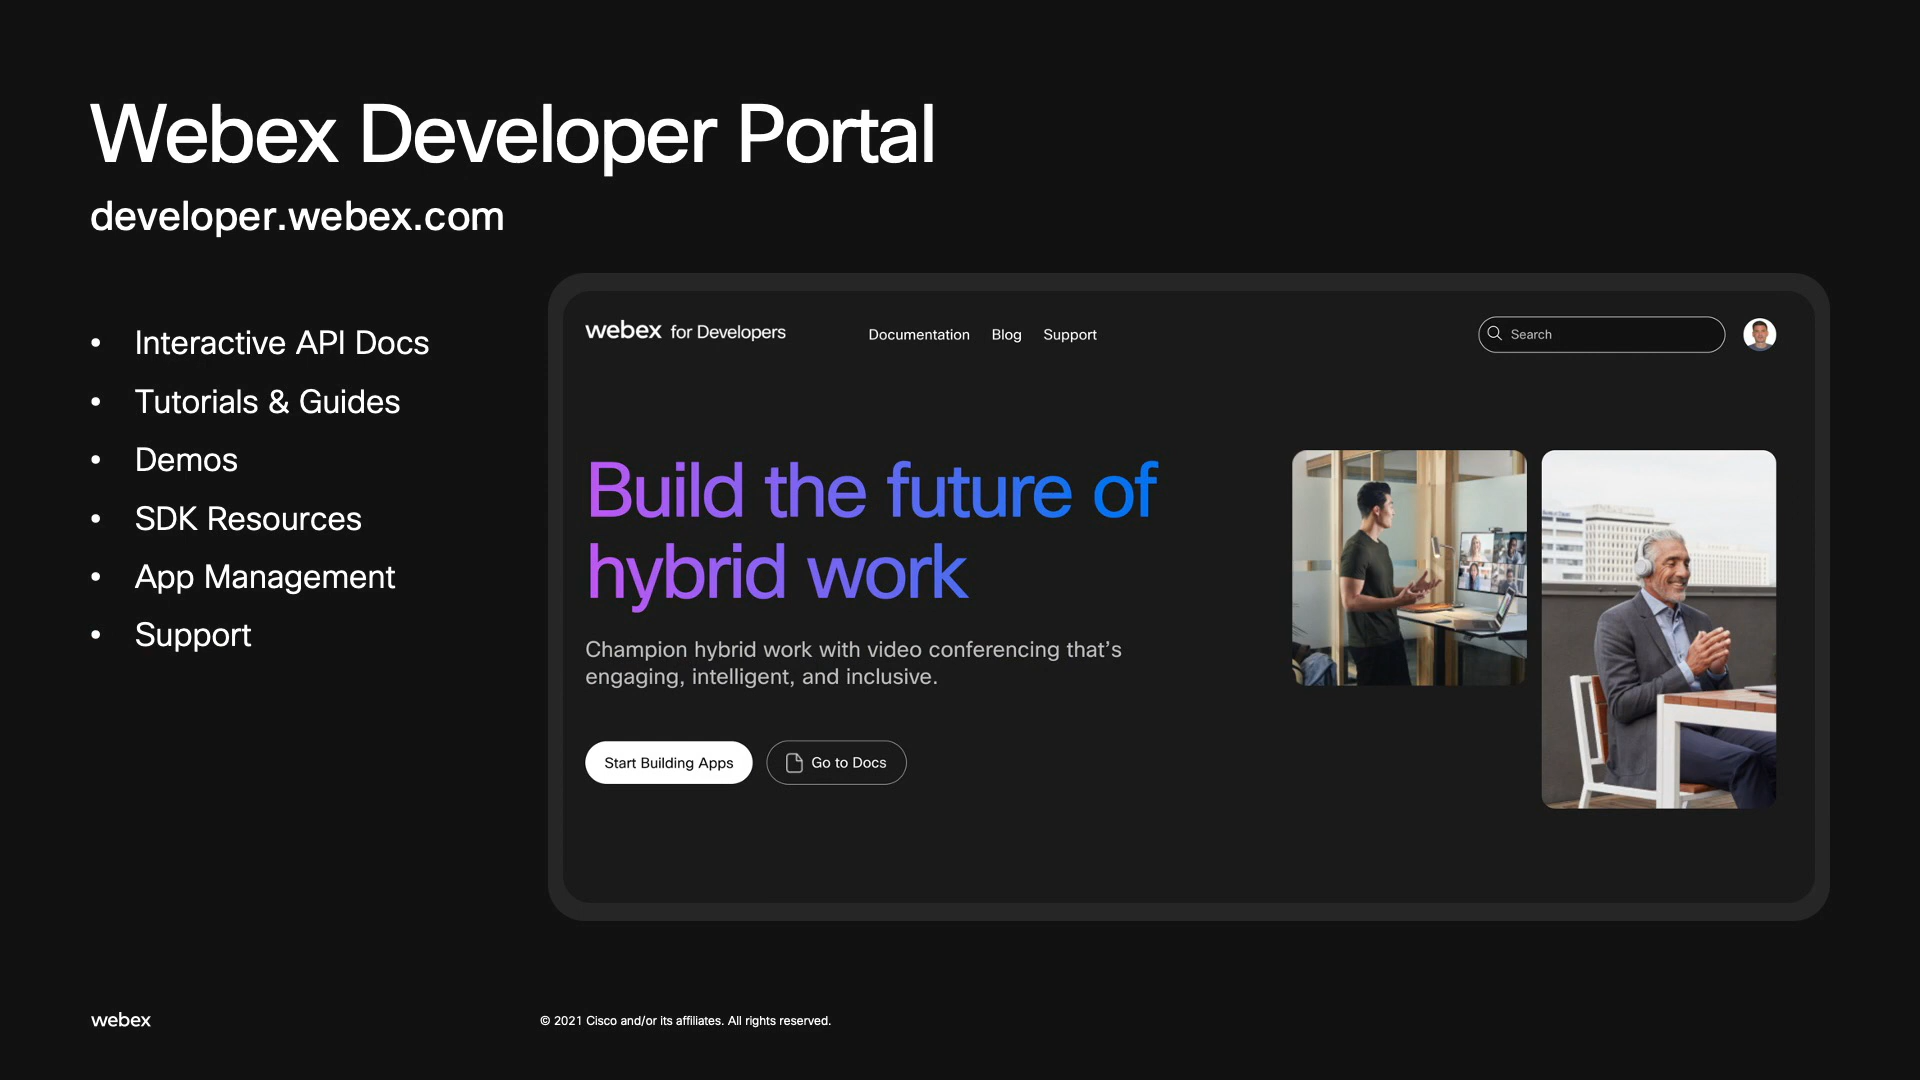 Webex Developer Portal
developer.webex.com
• Interactive API Docs
• Tutorials & Guides
• Demos
• SDK Resources
• App Management
• Support
webex for Developers
Documentation
Blog
Support
Search
Build the future of
hybrid work
Champion hybrid work with video conferencing that’s
engaging, intelligent, and inclusive.
Start Building Apps
Go to Docs
webex
© 2021 Cisco and/or its affiliates. All rights reserved.